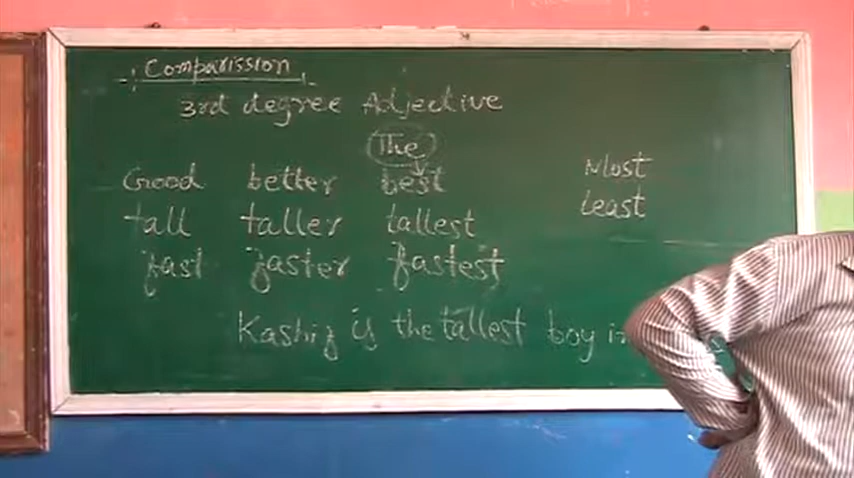 Comparission
3rd degree Adjective
The
Good better best Most
tall taller tallest Least
fast faster fastest
Kashif is the tallest boy in